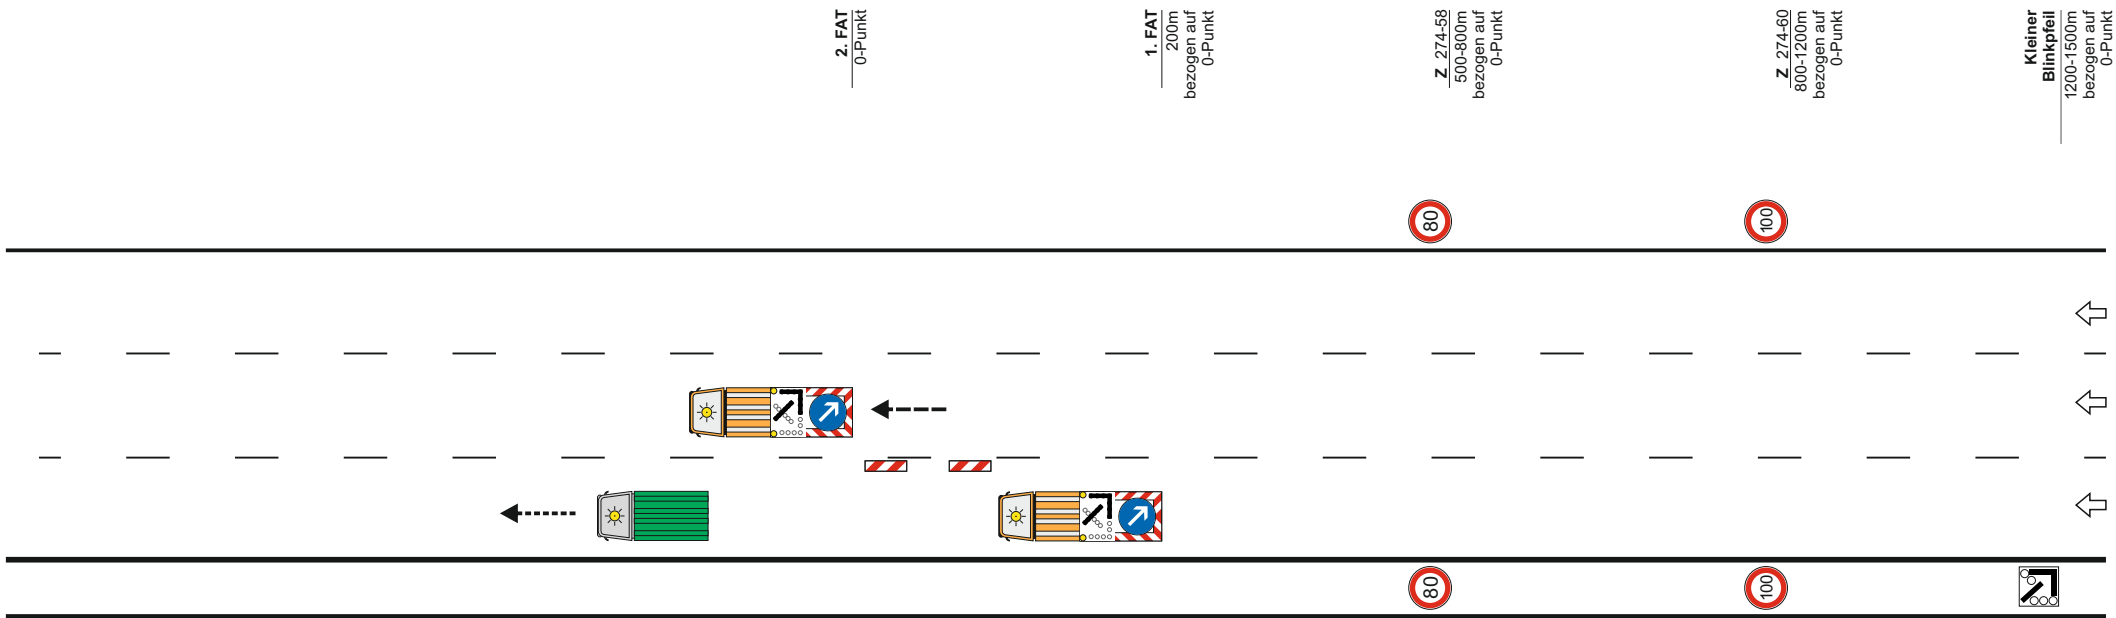 2. FAT
0-Punkt
1. FAT
200m
bezogen auf
0-Punkt
Z 274-58
500-800m
bezogen auf
0-Punkt
Z 274-60
800-1200m
bezogen auf
0-Punkt
Kleiner
Blinkpfeil
1200-1500m
bezogen auf
0-Punkt
80
100
80
100